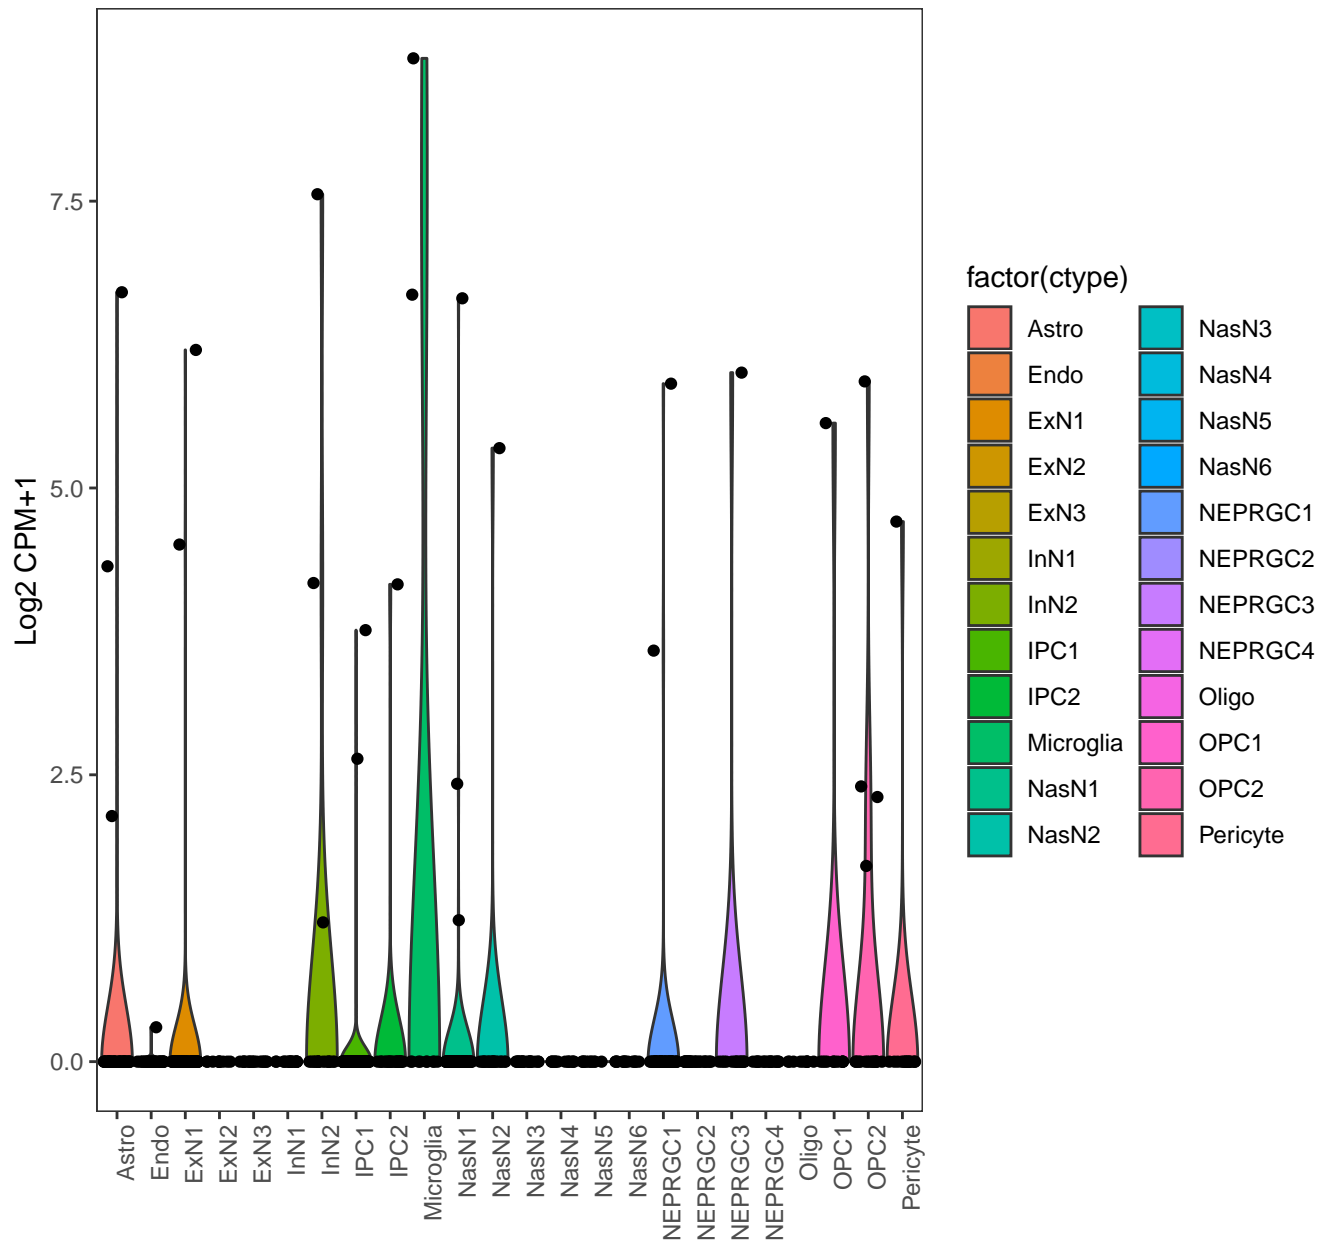 7.5
5.0
2.5
0.0
Log2 CPM+1
Astro
Endo
ExN1
ExN2
ExN3
InN1
InN2
IPC1
IPC2
Microglia
NasN1
NasN2
NasN3
NasN4
NasN5
NasN6
NEPRGC1
NEPRGC2
NEPRGC3
NEPRGC4
Oligo
OPC1
OPC2
Pericyte
factor(ctype)
Astro
Endo
ExN1
ExN2
ExN3
InN1
InN2
IPC1
IPC2
Microglia
NasN1
NasN2
NasN3
NasN4
NasN5
NasN6
NEPRGC1
NEPRGC2
NEPRGC3
NEPRGC4
Oligo
OPC1
OPC2
Pericyte